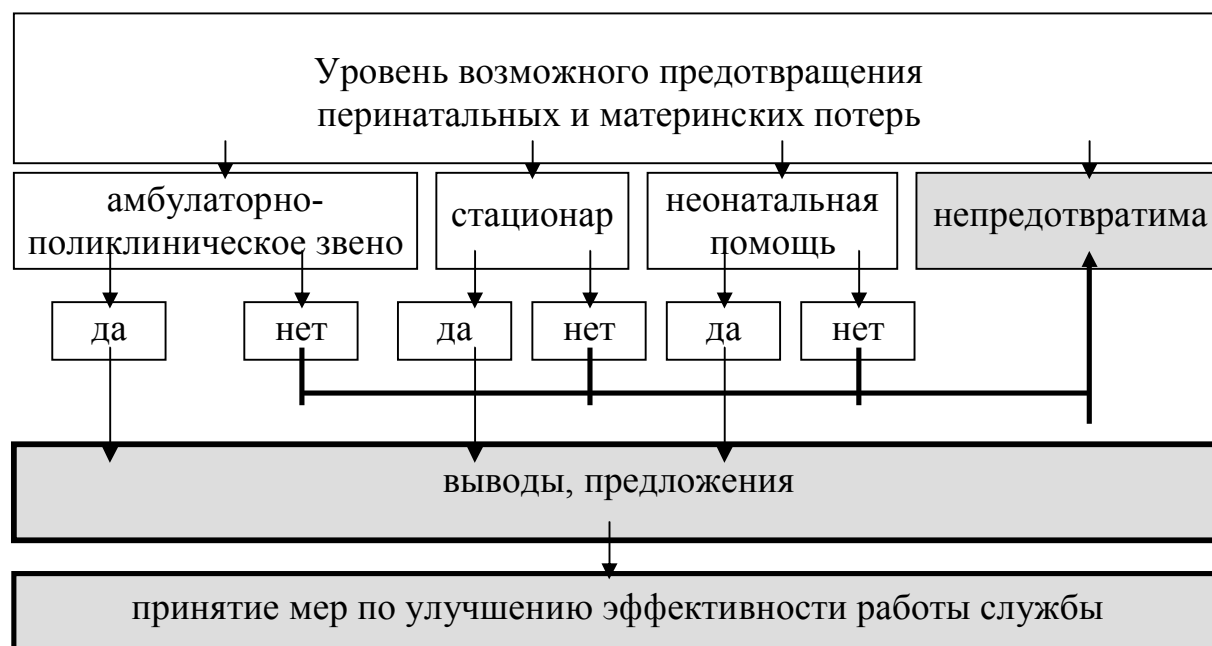 Уровень возможного предотвращения
перинатальных и материнских потерь
амбулаторно-
поликлиническое звено
стационар
неонатальная
помощь
непредотвратима
да
нет
да
нет
да
нет
выводы, предложения
принятие мер по улучшению эффективности работы службы